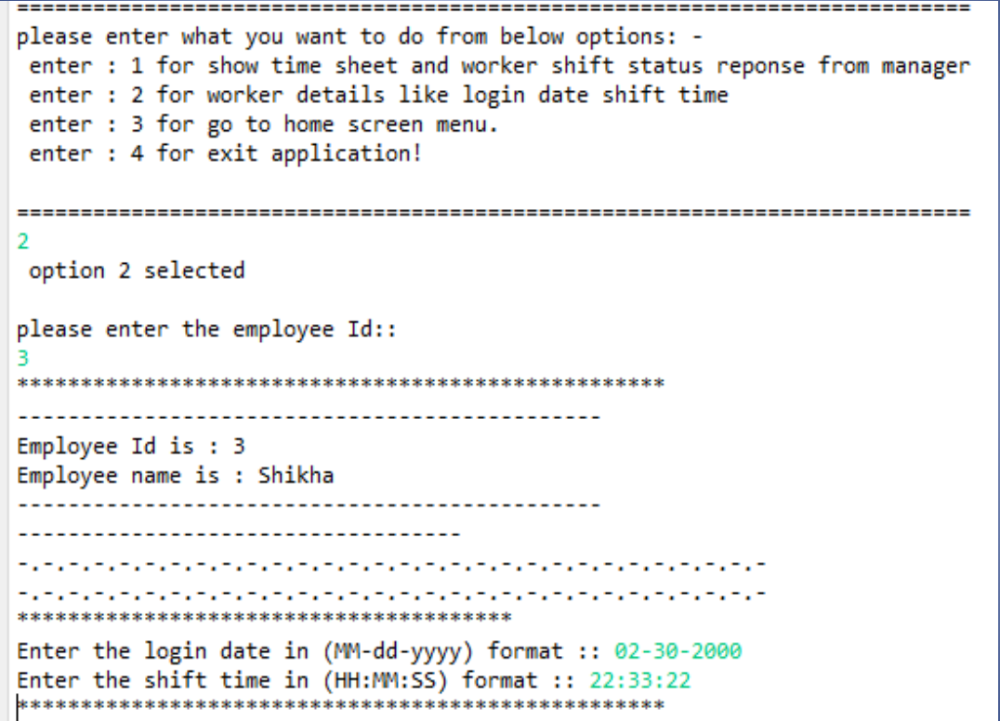 ===========================================================================
please enter what you want to do from below options: -
 enter : 1 for show time sheet and worker shift status reponse from manager
 enter : 2 for worker details like login date shift time
 enter : 3 for go to home screen menu.
 enter : 4 for exit application!
===========================================================================
2
 option 2 selected
please enter the employee Id::
3
***************************************************
----------------------------------------------
Employee Id is : 3
Employee name is : Shikha
----------------------------------------------
-----------------------------------
-.-.-.-.-.-.-.-.-.-.-.-.-.-.-.-.-.-.-.-.-.-.-.-.-.-.-.-.-.-
-.-.-.-.-.-.-.-.-.-.-.-.-.-.-.-.-.-.-.-.-.-.-.-.-.-.-.-.-.-
***************************************
Enter the login date in (MM-dd-yyyy) format :: 02-30-2000
Enter the shift time in (HH:MM:SS) format :: 22:33:22
***************************************************